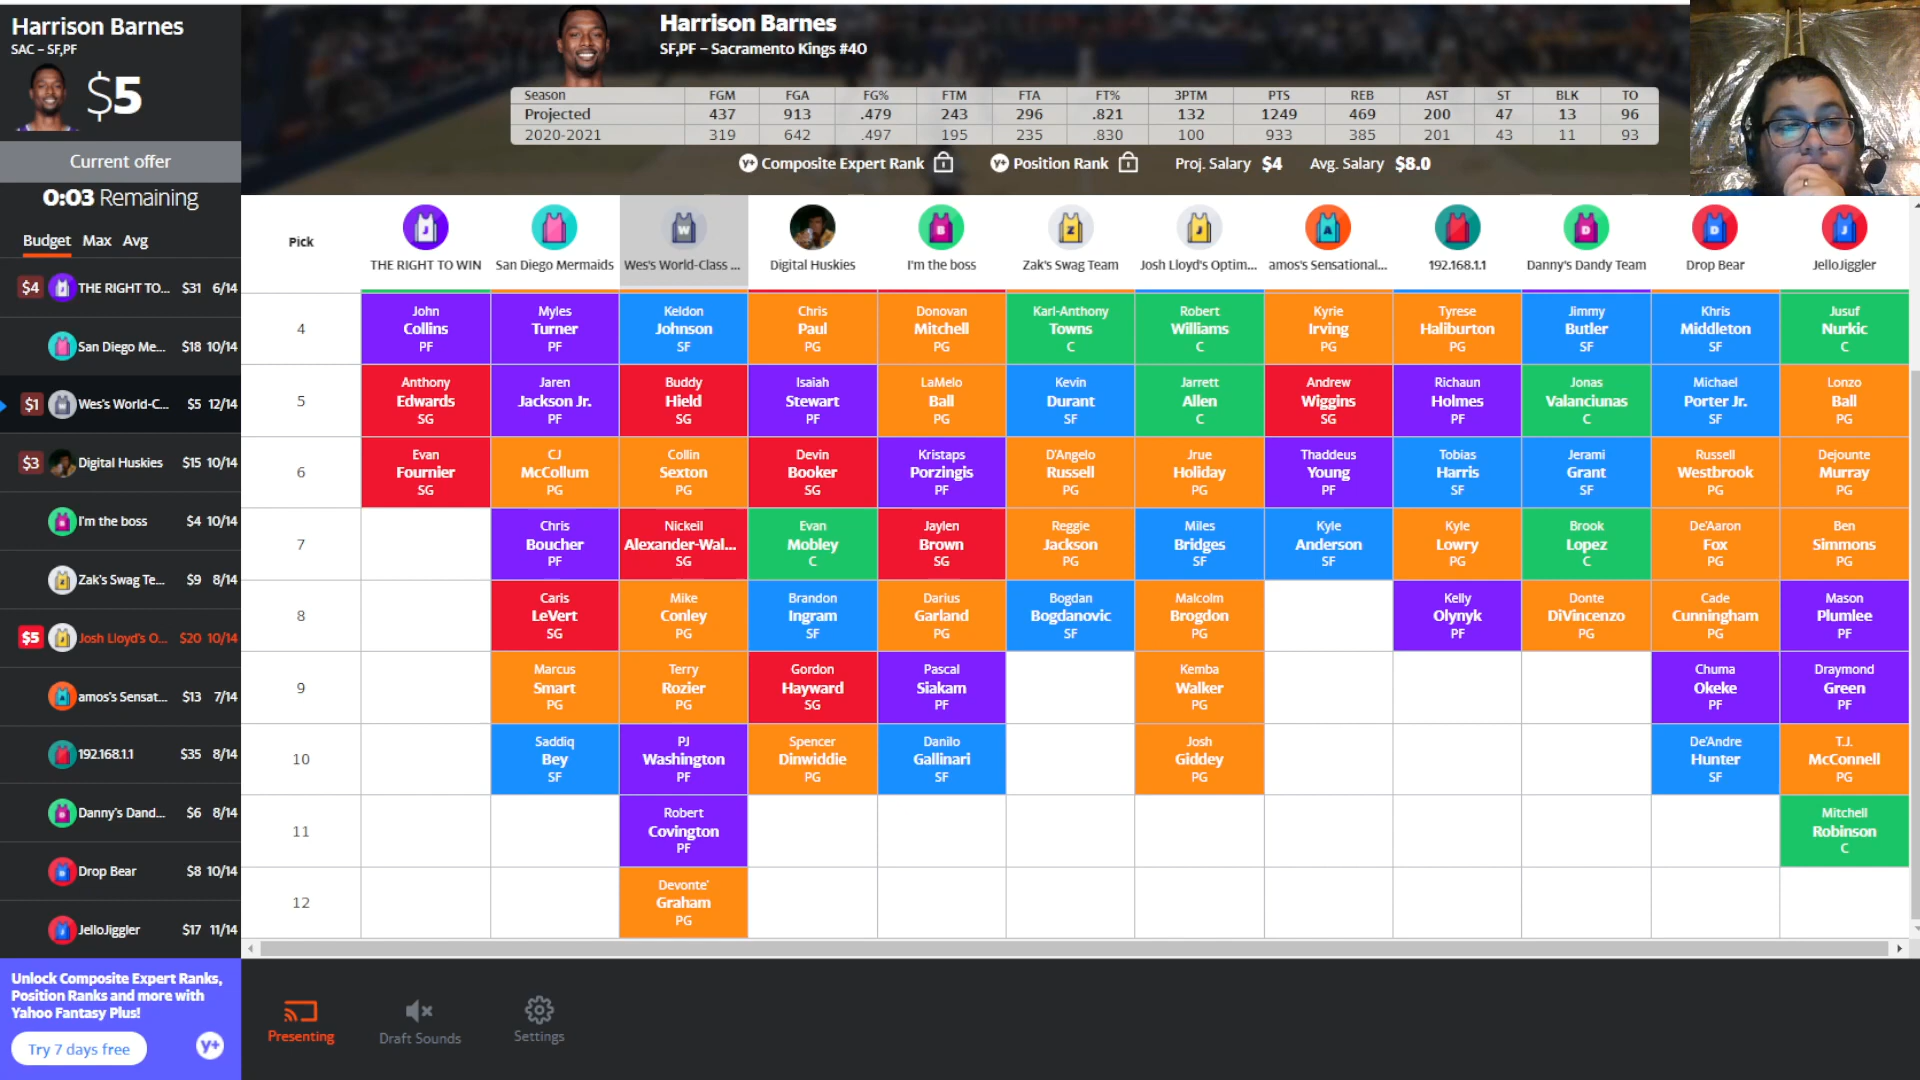 Harrison Barnes
SAC – SF,PF
$5
Current offer
0:03 Remaining
Budget Max Avg
$4 THE RIGHT TO... $31 6/14
San Diego Me... $18 10/14
$1 Wes's World-C... $5 12/14
$3 Digital Huskies $15 10/14
I'm the boss $4 10/14
Zak's Swag Te... $9 8/14
$5 Josh Lloyd's O... $20 10/14
amos's Sensat... $13 7/14
192.168.1.1 $35 8/14
Danny's Dand... $6 8/14
Drop Bear $8 10/14
JelloJiggler $17 11/14
Unlock Composite Expert Ranks,
Position Ranks and more with
Yahoo Fantasy Plus!
Try 7 days free
y+
Harrison Barnes
SF,PF – Sacramento Kings #40
Season FGM FGA FG% FTM FTA FT% 3PTM PTS REB AST ST BLK TO
Projected 437 913 .479 243 296 .821 132 1249 469 200 47 13 96
2020-2021 319 642 .497 195 235 .830 100 933 385 201 43 11 93
y+ Composite Expert Rank y+ Position Rank Proj. Salary $4 Avg. Salary $8.0
J W B Z J A D D J
Pick THE RIGHT TO WIN San Diego Mermaids Wes's World-Class ... Digital Huskies I'm the boss Zak's Swag Team Josh Lloyd's Optim... amos's Sensational... 192.168.1.1 Danny's Dandy Team Drop Bear JelloJiggler
John Myles Keldon Chris Donovan Karl-Anthony Robert Kyrie Tyrese Jimmy Khris Jusuf
4 Collins Turner Johnson Paul Mitchell Towns Williams Irving Haliburton Butler Middleton Nurkic
PF PF SF PG PG C C PG PG SF SF C
Anthony Jaren Buddy Isaiah LaMelo Kevin Jarrett Andrew Richaun Jonas Michael Lonzo
5 Edwards Jackson Jr. Hield Stewart Ball Durant Allen Wiggins Holmes Valanciunas Porter Jr. Ball
SG PF SG PF PG SF C SG PF C SF PG
Evan CJ Collin Devin Kristaps D'Angelo Jrue Thaddeus Tobias Jerami Russell Dejounte
6 Fournier McCollum Sexton Booker Porzingis Russell Holiday Young Harris Grant Westbrook Murray
SG PG PG SG PF PG PG PF SF SF PG PG
Chris Nickeil Evan Jaylen Reggie Miles Kyle Kyle Brook De'Aaron Ben
7 Boucher Alexander-Wal... Mobley Brown Jackson Bridges Anderson Lowry Lopez Fox Simmons
PF SG C SG PG SF SF PG C PG PG
Caris Mike Brandon Darius Bogdan Malcolm Kelly Donte Cade Mason
8 LeVert Conley Ingram Garland Bogdanovic Brogdon Olynyk DiVincenzo Cunningham Plumlee
SG PG SF PG SF PG PF PG PG PF
Marcus Terry Gordon Pascal Kemba Chuma Draymond
9 Smart Rozier Hayward Siakam Walker Okeke Green
PG PG SG PF PG PF PF
Saddiq PJ Spencer Danilo Josh De'Andre T.J.
10 Bey Washington Dinwiddie Gallinari Giddey Hunter McConnell
SF PF PG SF PG SF PG
Robert Mitchell
11 Covington Robinson
PF C
Devonte'
12 Graham
PG
Presenting Draft Sounds Settings